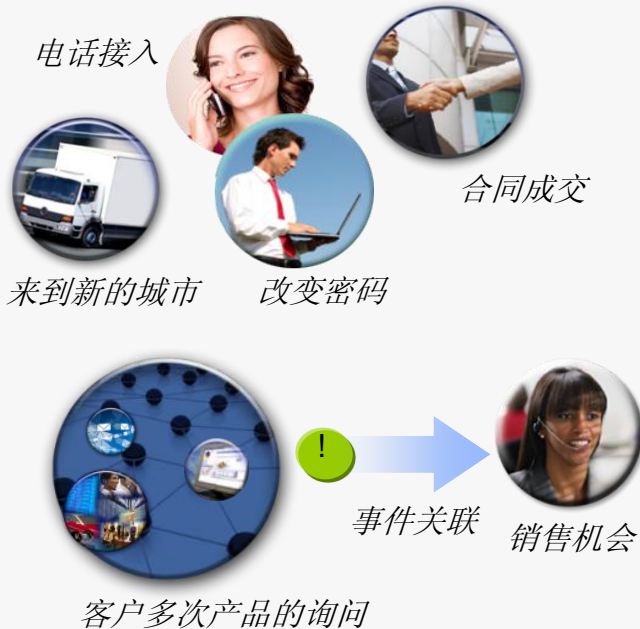 电话接入
合同成交
来到新的城市
改变密码
!
事件关联
销售机会
客户多次产品的询问